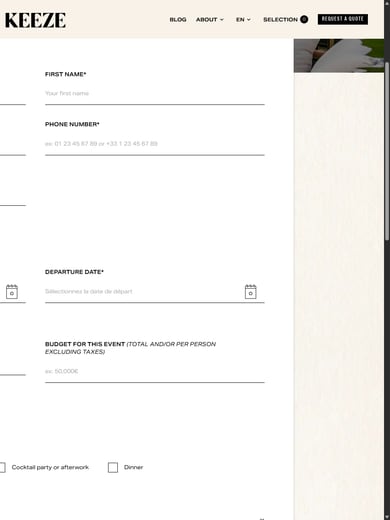 KEEZE
BLOG
ABOUT
EN
SELECTION 0
REQUEST A QUOTE
FIRST NAME*
Your first name
PHONE NUMBER*
ex: 01 23 45 67 89 or +33 1 23 45 67 89
DEPARTURE DATE*
Sélectionnez la date de départ
BUDGET FOR THIS EVENT (TOTAL AND/OR PER PERSON
EXCLUDING TAXES)
ex: 50,000€
Cocktail party or afterwork
Dinner